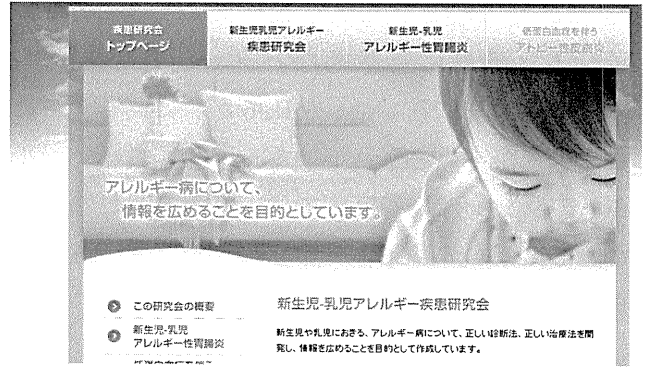 疾患研究会
トップページ
新生児乳児アレルギー
疾患研究会
新生児-乳児
アレルギー性胃腸炎
低蛋白血症を伴う
アトピー性皮膚炎
アレルギー病について、
情報を広めることを目的としています。
この研究会の概要
新生児-乳児
アレルギー性胃腸炎
新生児-乳児アレルギー疾患研究会
新生児や乳児におきる、アレルギー病について、正しい診断法、正しい治療法を開
発し、情報を広めることを目的として作成しています。